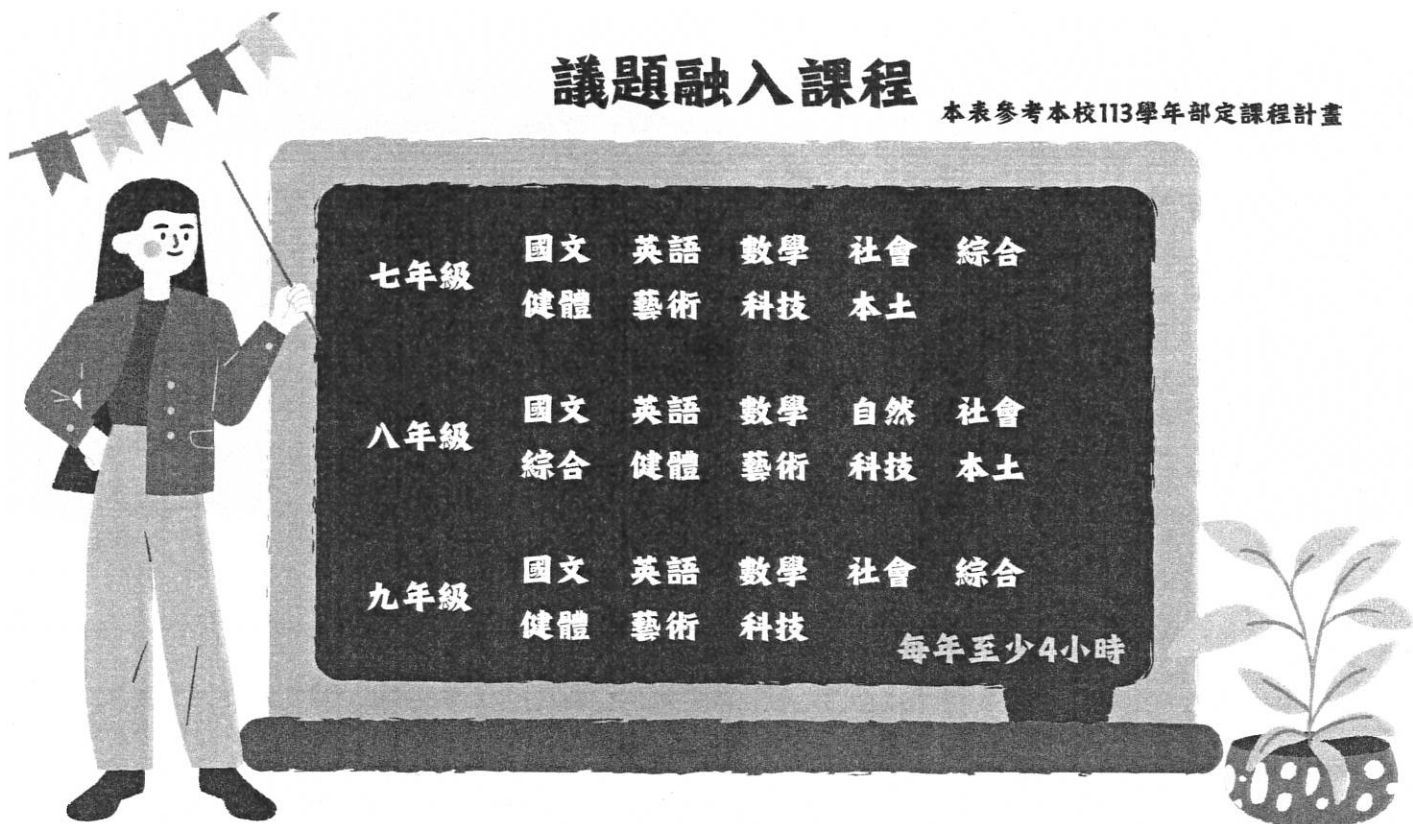 議題融入課程
本表參考本校113學年部定課程計畫
七年級
國文 英語 數學 社會 綜合
健體 藝術 科技 本土
八年級
國文 英語 數學 自然 社會
綜合 健體 藝術 科技 本土
九年級
國文 英語 數學 社會 綜合
健體 藝術 科技
每年至少4小時